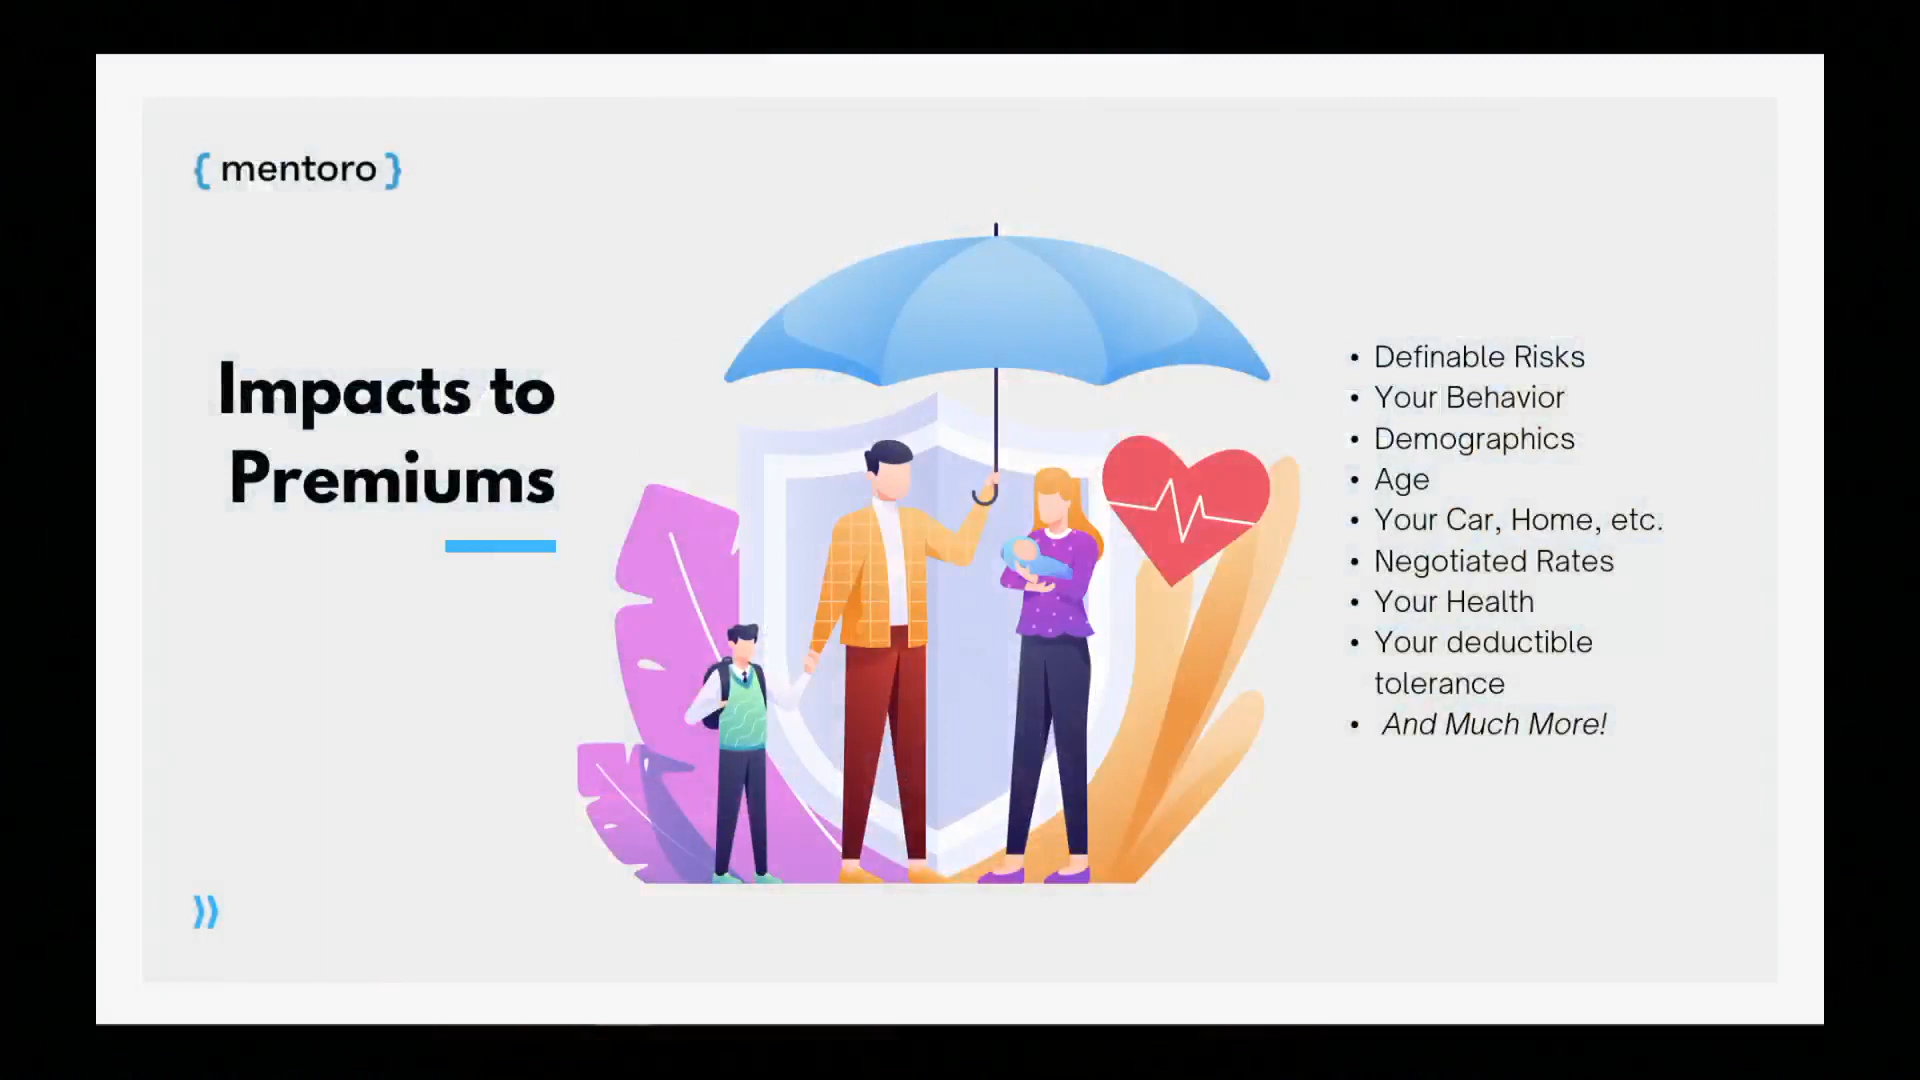 { mentoro }
Impacts to
Premiums
• Definable Risks
• Your Behavior
• Demographics
• Age
• Your Car, Home, etc.
• Negotiated Rates
• Your Health
• Your deductible
tolerance
• And Much More!